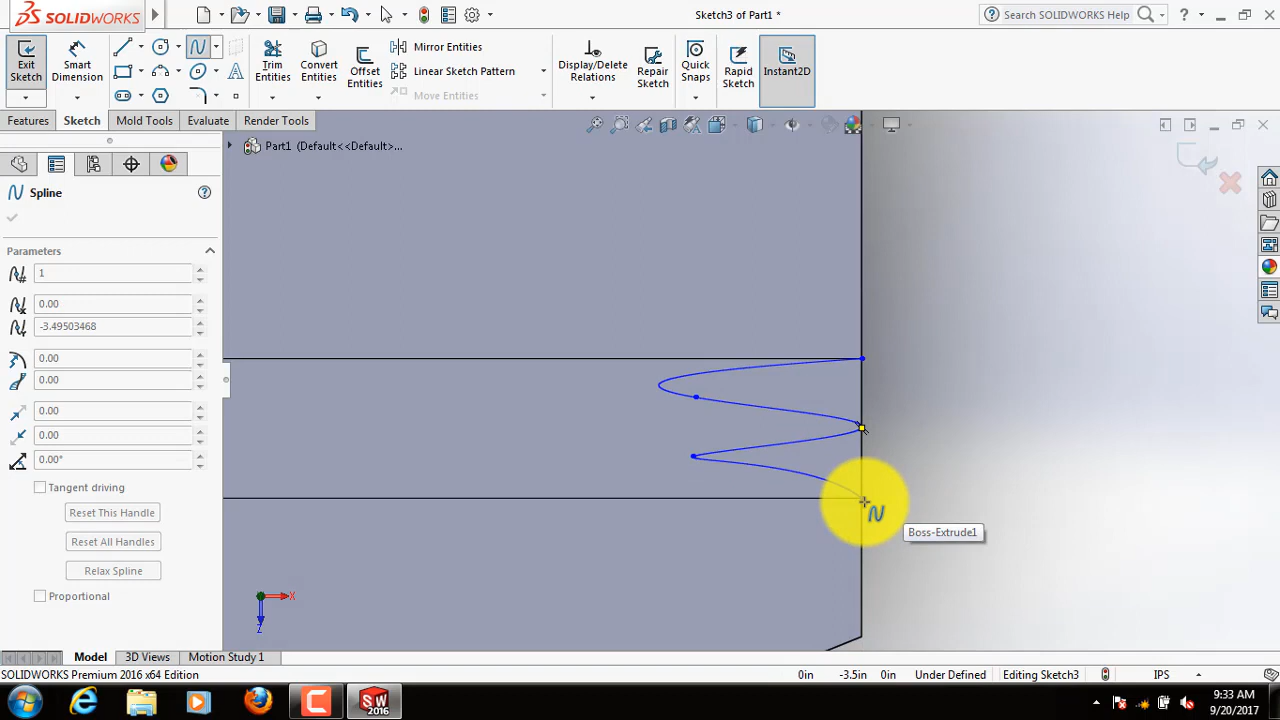 SOLIDWORKS
Sketch3 of Part1 *
Search SOLIDWORKS Help
Exit Sketch
Smart Dimension
Trim Entities
Convert Entities
Offset Entities
Mirror Entities
Linear Sketch Pattern
Move Entities
Display/Delete Relations
Repair Sketch
Quick Snaps
Rapid Sketch
Instant2D
Features
Sketch
Mold Tools
Evaluate
Render Tools
Part1 (Default<<Default>...
Spline
Parameters
1
0.00
-3.49503468
0.00
0.00
0.00
0.00
0.00°
Tangent driving
Reset This Handle
Reset All Handles
Relax Spline
Proportional
Boss-Extrude1
X
Z
Model
3D Views
Motion Study 1
SOLIDWORKS Premium 2016 x64 Edition
0in
-3.5in
0in
Under Defined
Editing Sketch3
IPS
SW
2016
9:33 AM
9/20/2017